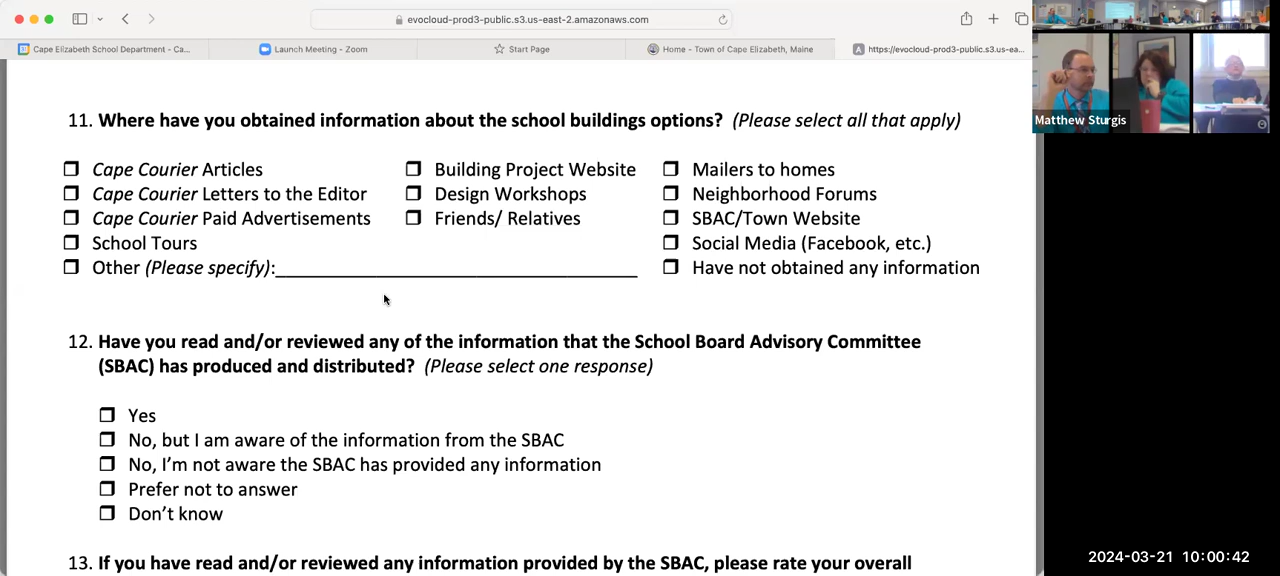 evocloud-prod3-public.s3.us-east-2.amazonaws.com
Cape Elizabeth School Department - Ca...
Launch Meeting - Zoom
Start Page
Home - Town of Cape Elizabeth, Maine
https://evocloud-prod3-public.s3.us-ea...
Matthew Sturgis
11. Where have you obtained information about the school buildings options? (Please select all that apply)
Cape Courier Articles
Cape Courier Letters to the Editor
Cape Courier Paid Advertisements
School Tours
Other (Please specify):
Building Project Website
Design Workshops
Friends/ Relatives
Mailers to homes
Neighborhood Forums
SBAC/Town Website
Social Media (Facebook, etc.)
Have not obtained any information
12. Have you read and/or reviewed any of the information that the School Board Advisory Committee
(SBAC) has produced and distributed? (Please select one response)
Yes
No, but I am aware of the information from the SBAC
No, I'm not aware the SBAC has provided any information
Prefer not to answer
Don't know
13. If you have read and/or reviewed any information provided by the SBAC, please rate your overall
2024-03-21 10:00:42